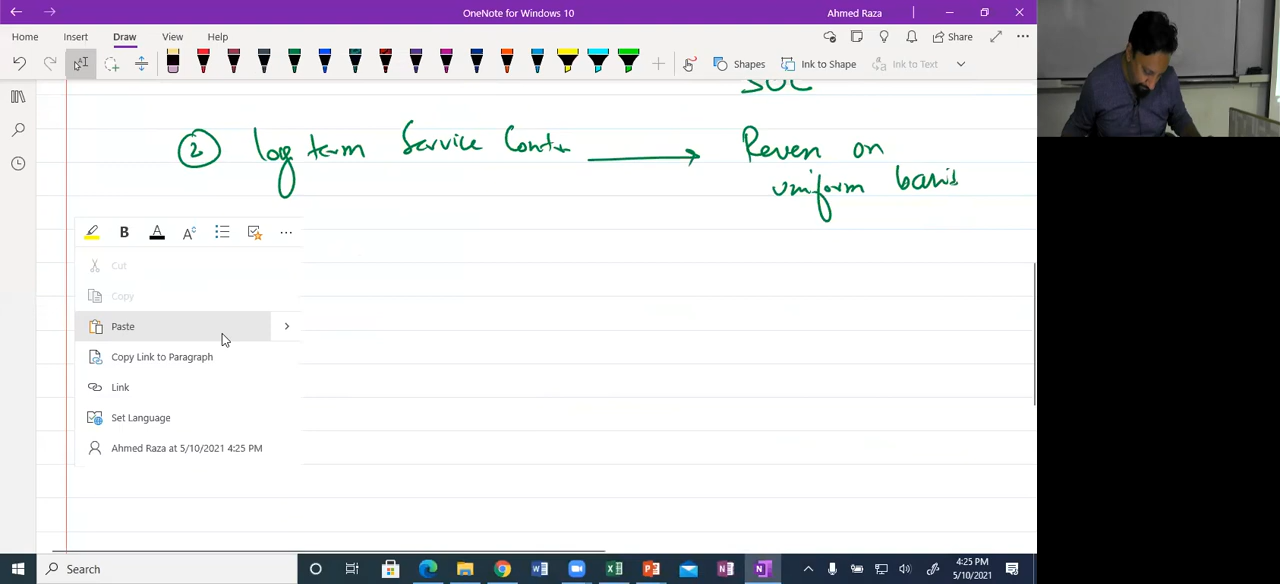 OneNote for Windows 10
Ahmed Raza
Home Insert Draw View Help
Share
Shapes Ink to Shape Ink to Text
SOC
② log term Service Contr → Reven on
uniform basis
B A A
Cut
Copy
Paste
Copy Link to Paragraph
Link
Set Language
Ahmed Raza at 5/10/2021 4:25 PM
Search
4:25 PM
5/10/2021